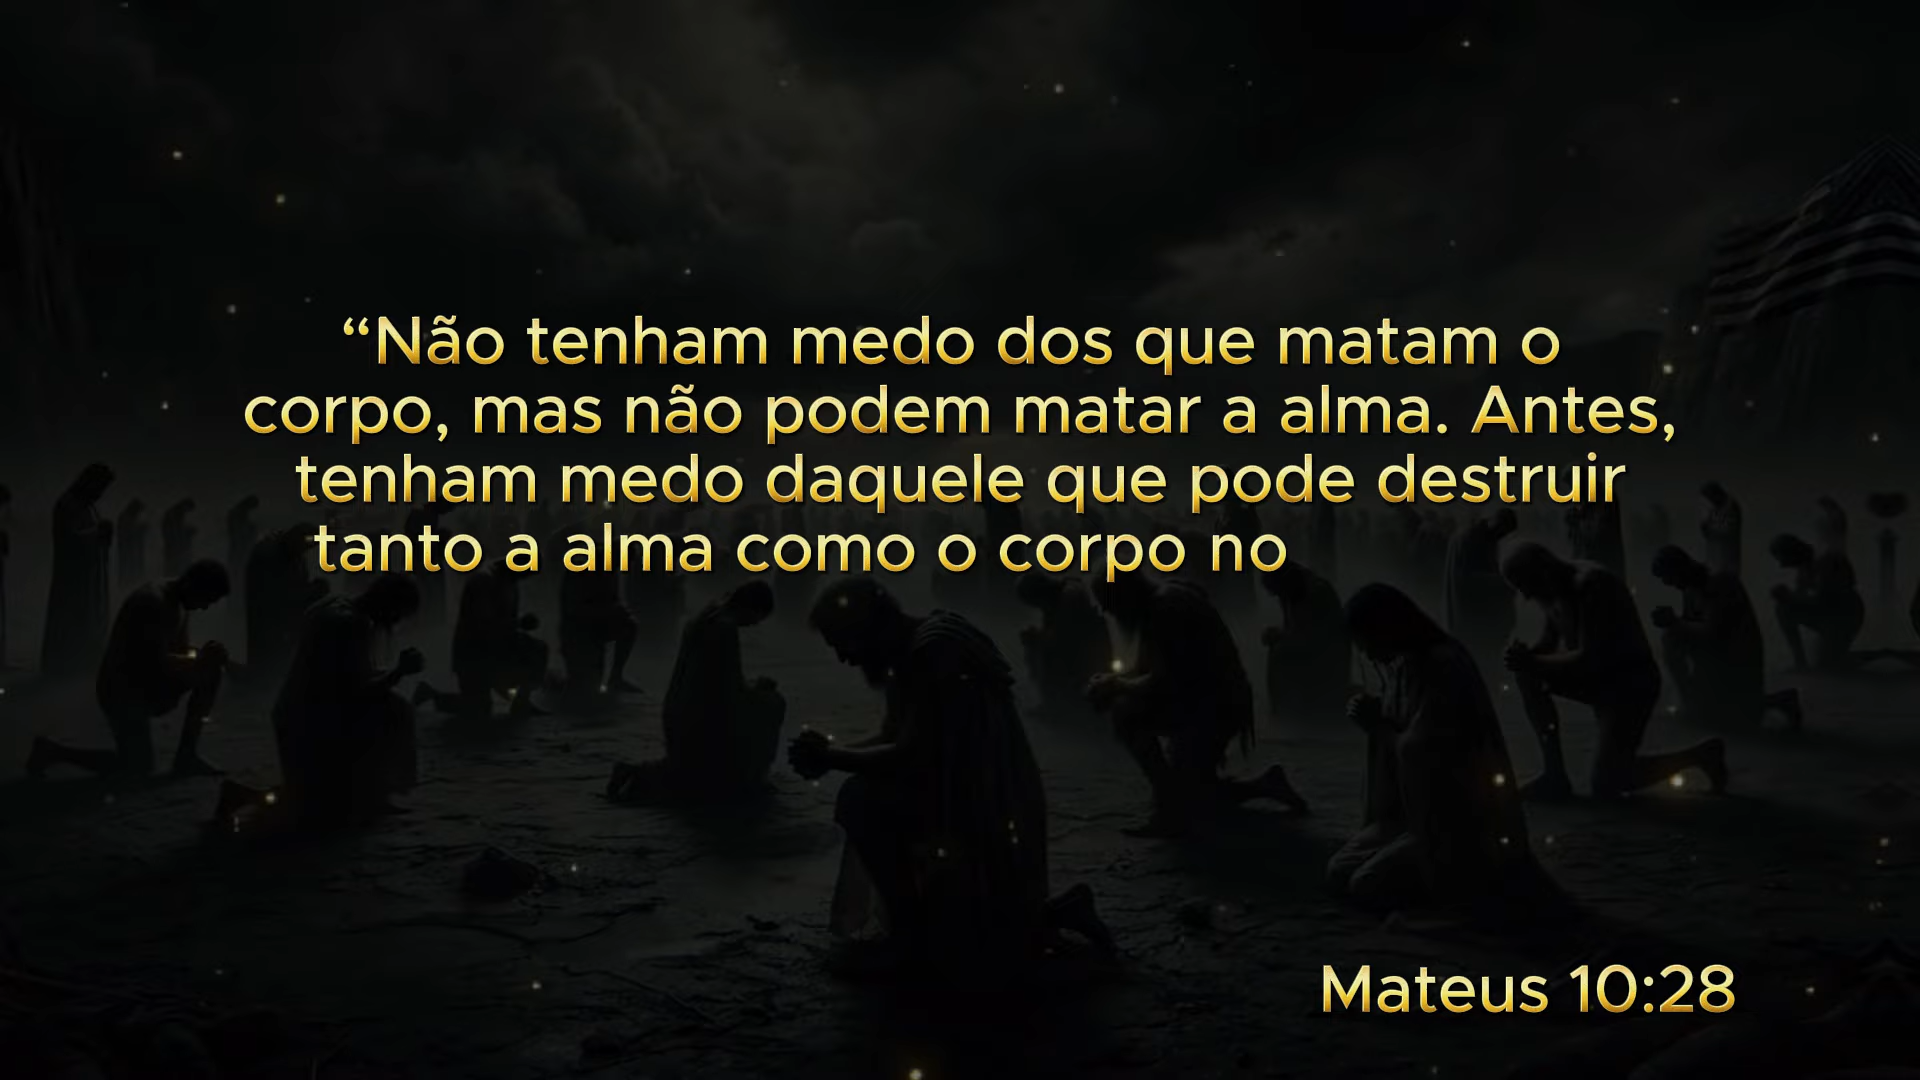 “Não tenham medo dos que matam o
corpo, mas não podem matar a alma. Antes,
tenham medo daquele que pode destruir
tanto a alma como o corpo no
Mateus 10:28